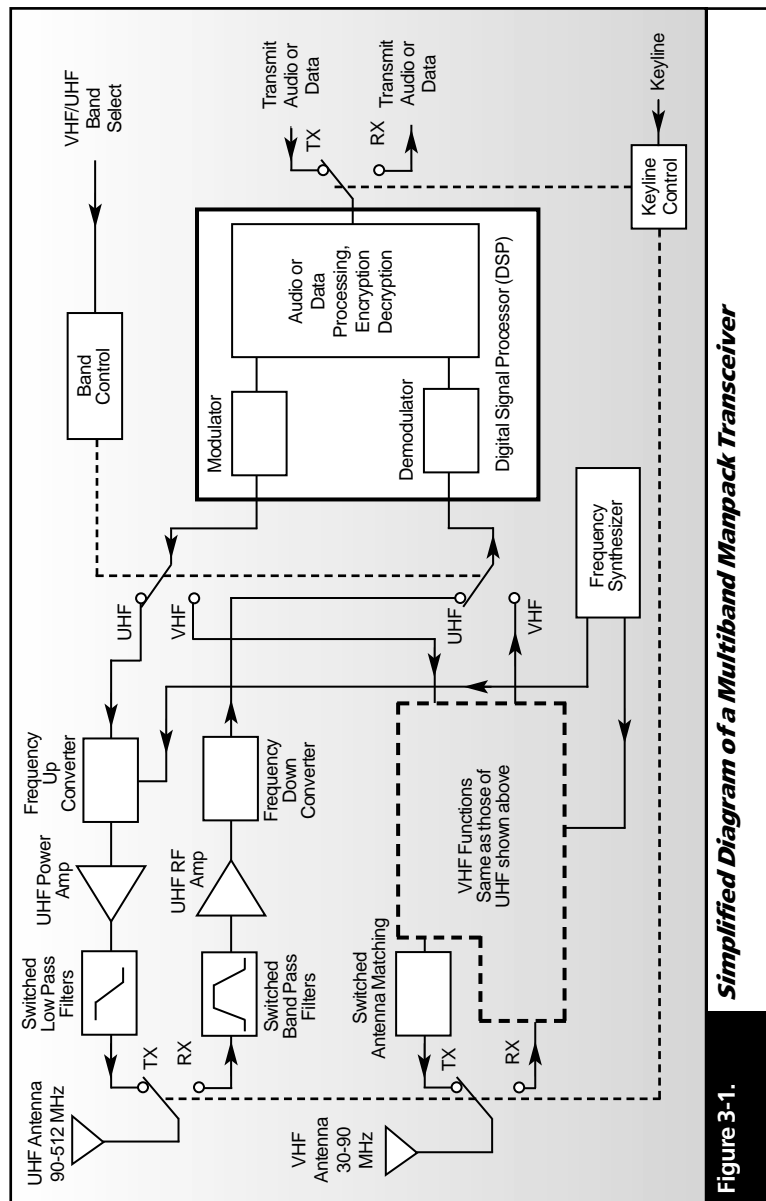 UHF Antenna
90-512 MHz
Switched
Low Pass
Filters
UHF Power
Amp
Frequency
Up
Converter
TX
RX
Switched
Band Pass
Filters
UHF RF
Amp
Frequency
Down
Converter
UHF
VHF
Band
Control
VHF/UHF
Band
Select
Modulator
Demodulator
Audio or
Data
Processing,
Encryption
Decryption
Digital Signal Processor (DSP)
TX
RX
Transmit
Audio or
Data
Transmit
Audio or
Data
VHF
Antenna
30-90
MHz
TX
RX
Switched
Antenna Matching
VHF Functions
Same as those of
UHF shown above
UHF
VHF
Frequency
Synthesizer
Keyline
Control
Keyline
Figure 3-1.
Simplified Diagram of a Multiband Manpack Transceiver